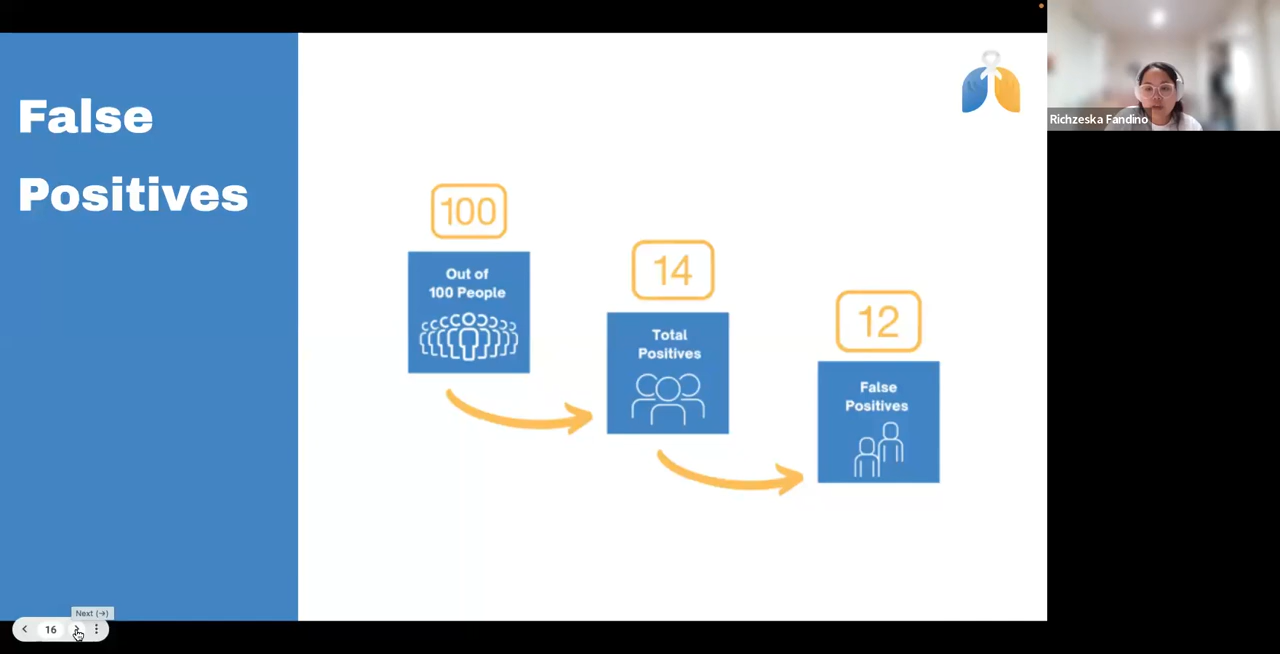 False
Positives
100
Out of
100 People
14
Total
Positives
12
False
Positives
Richzeska Fandino
Next (→)
16